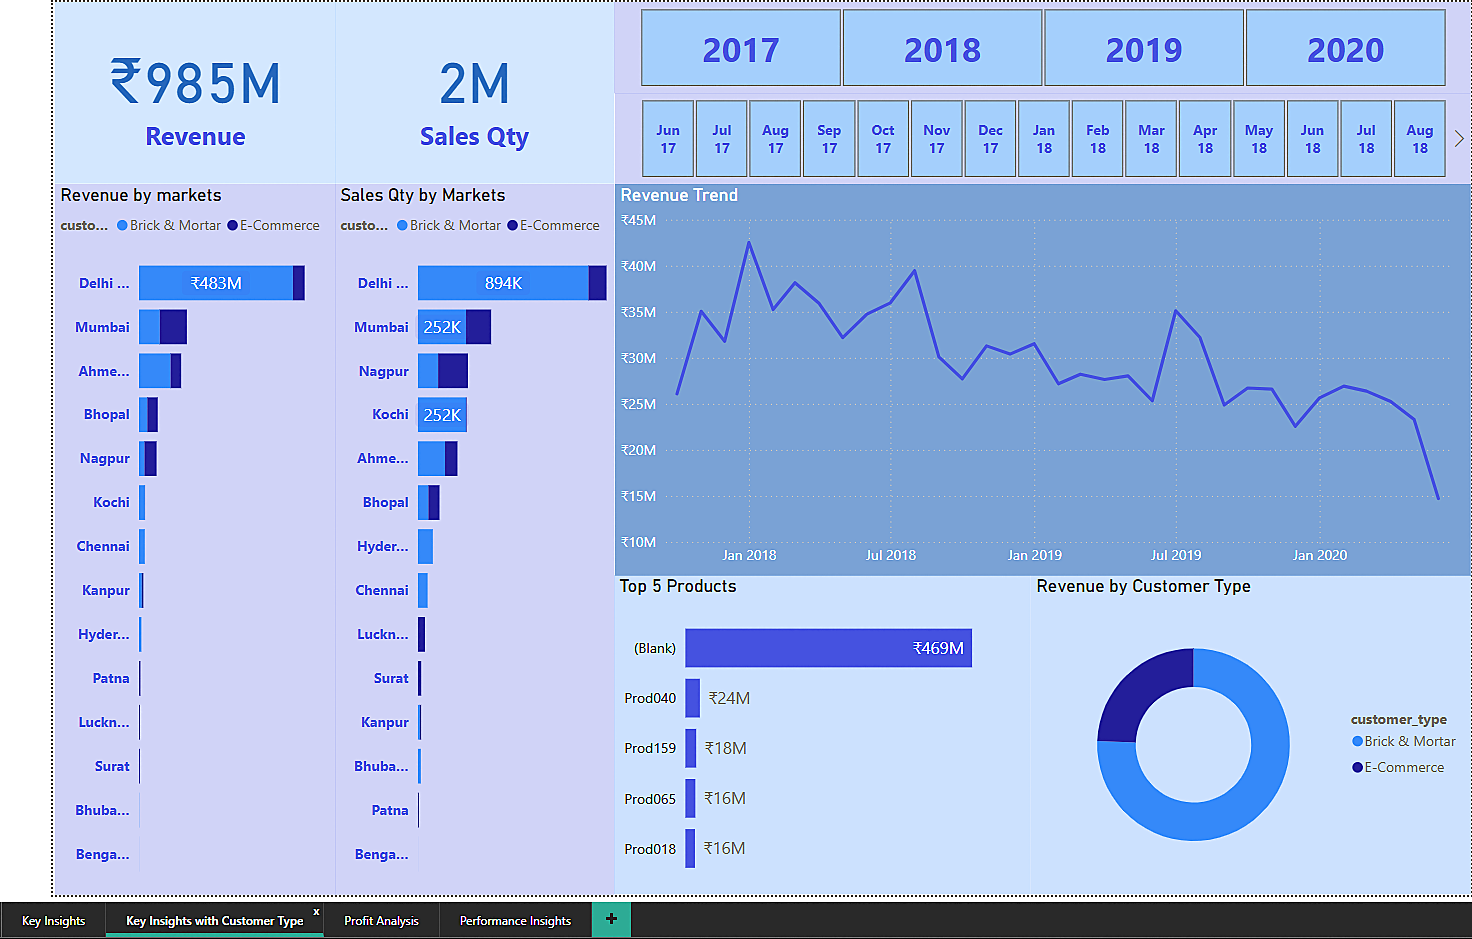 ₹985M
Revenue
2M
Sales Qty
2017
2018
2019
2020
Jun 17
Jul 17
Aug 17
Sep 17
Oct 17
Nov 17
Dec 17
Jan 18
Feb 18
Mar 18
Apr 18
May 18
Jun 18
Jul 18
Aug 18
Revenue by markets
custo... Brick & Mortar E-Commerce
Delhi ... ₹483M
Mumbai
Ahme...
Bhopal
Nagpur
Kochi
Chennai
Kanpur
Hyder...
Patna
Luckn...
Surat
Bhuba...
Benga...
Sales Qty by Markets
custo... Brick & Mortar E-Commerce
Delhi ... 894K
Mumbai 252K
Nagpur
Kochi 252K
Ahme...
Bhopal
Hyder...
Chennai
Luckn...
Surat
Kanpur
Bhuba...
Patna
Benga...
Revenue Trend
₹45M
₹40M
₹35M
₹30M
₹25M
₹20M
₹15M
₹10M
Jan 2018
Jul 2018
Jan 2019
Jul 2019
Jan 2020
Top 5 Products
(Blank) ₹469M
Prod040 ₹24M
Prod159 ₹18M
Prod065 ₹16M
Prod018 ₹16M
Revenue by Customer Type
customer_type
Brick & Mortar
E-Commerce
Key Insights
Key Insights with Customer Type x
Profit Analysis
Performance Insights
+